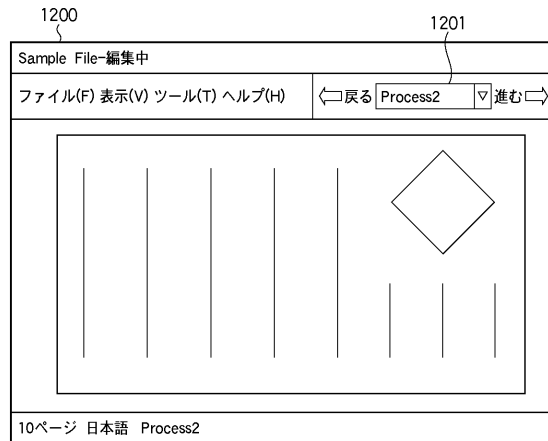 1200
1201
Sample File-編集中
ファイル(F) 表示(V) ツール(T) ヘルプ(H) 戻る Process2 進む
10ページ 日本語 Process2